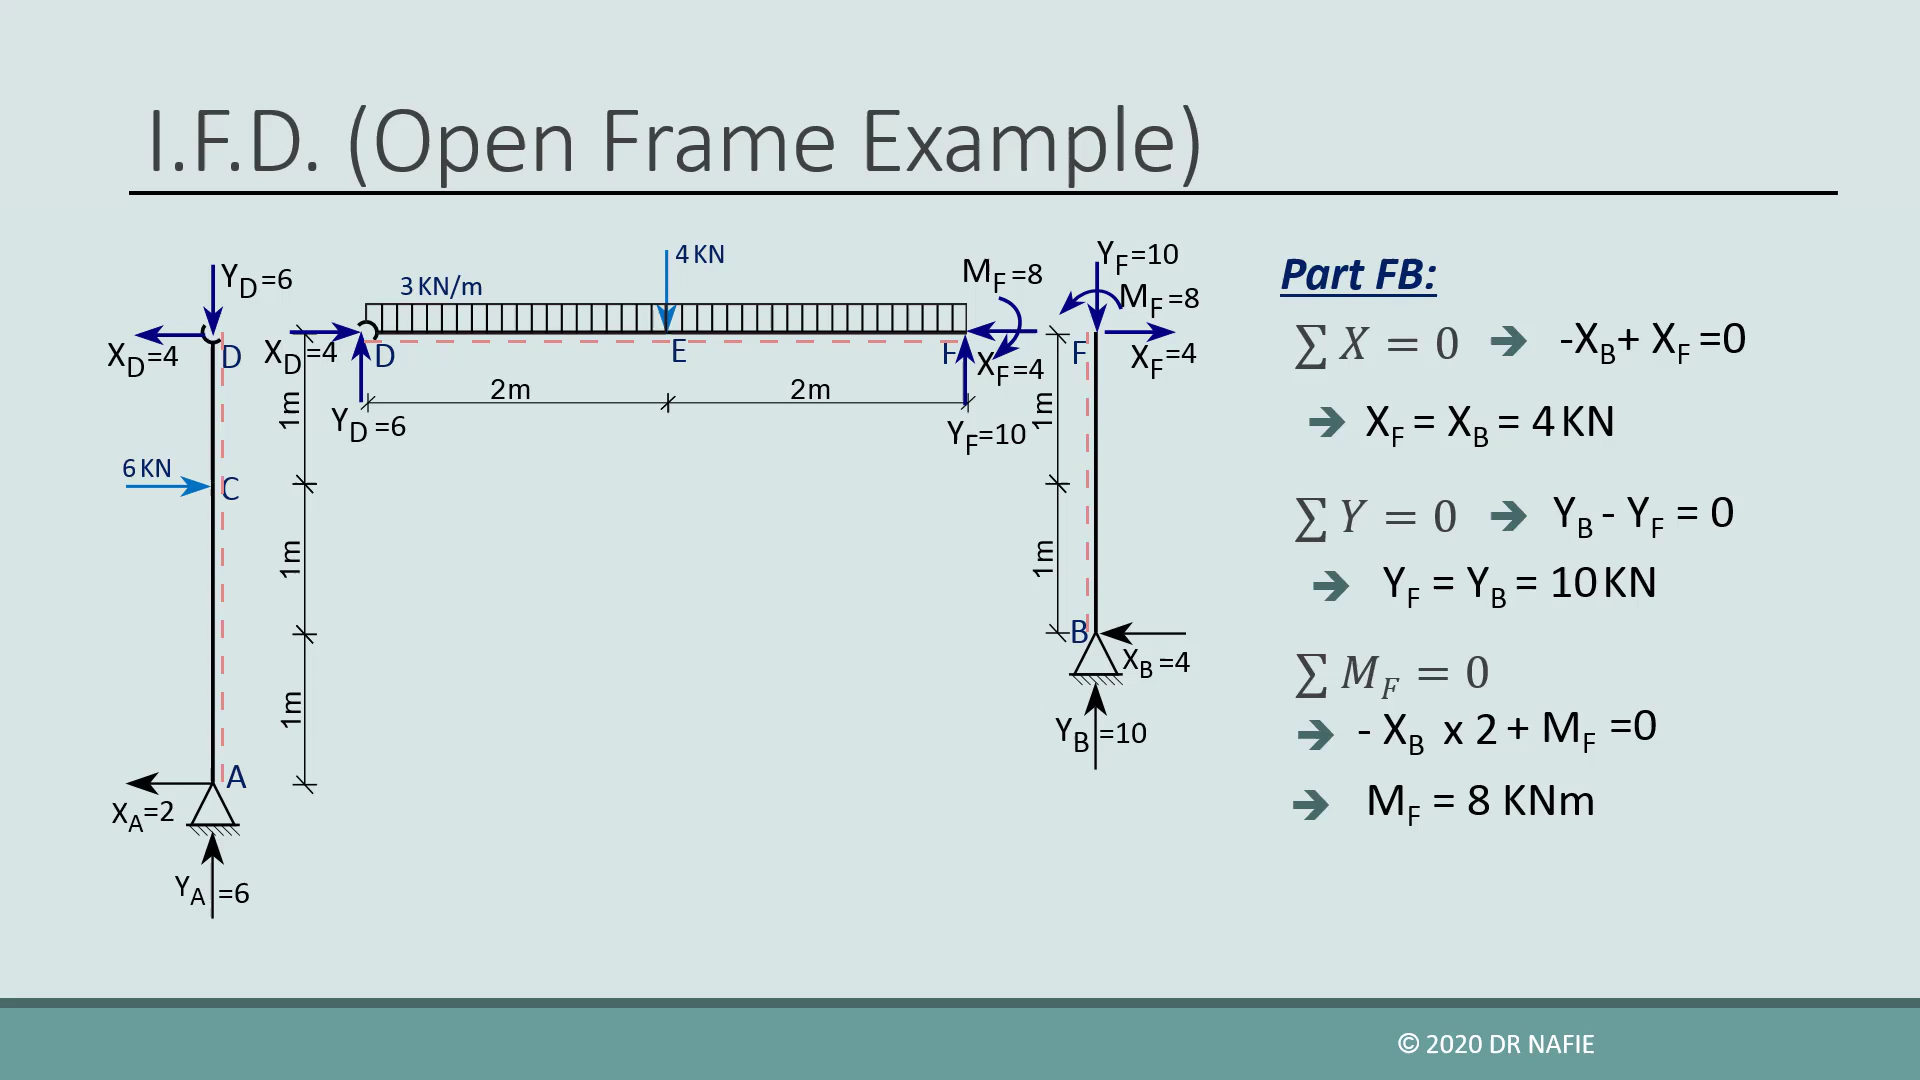 I.F.D. (Open Frame Example)
Y_D=6
X_D=4
D
6 KN
C
1m
1m
1m
A
X_A=2
Y_A=6
3 KN/m
4 KN
X_D=4
D
Y_D=6
E
2m
2m
M_F=8
F
X_F=4
Y_F=10
Y_F=10
M_F=8
F
X_F=4
1m
1m
B
X_B=4
Y_B=10
Part FB:
∑ X = 0 ➔ -X_B+ X_F =0
➔ X_F = X_B = 4 KN
∑ Y = 0 ➔ Y_B - Y_F = 0
➔ Y_F = Y_B = 10 KN
∑ M_F = 0
➔ - X_B x 2 + M_F =0
➔ M_F = 8 KNm
© 2020 DR NAFIE